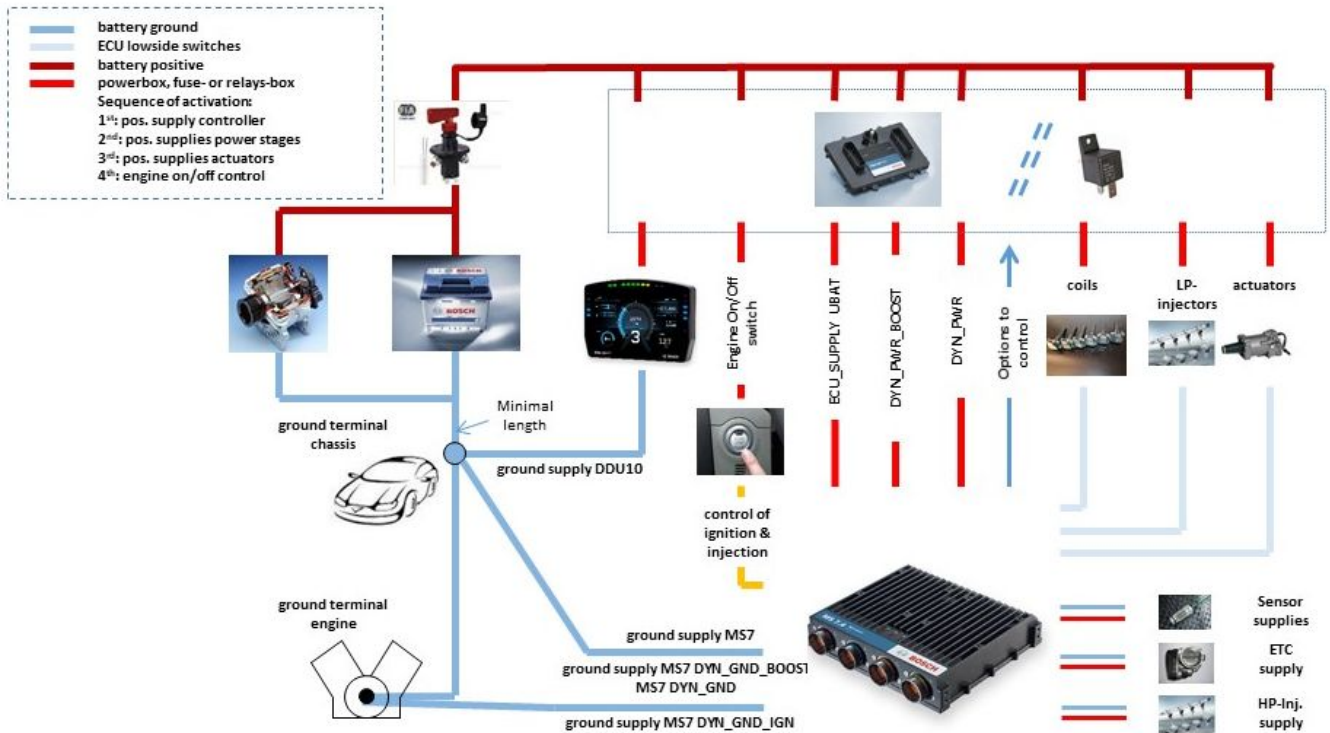 battery ground
ECU lowside switches
battery positive
powerbox, fuse- or relays-box
Sequence of activation:
1st: pos. supply controller
2nd: pos. supplies power stages
3rd: pos. supplies actuators
4th: engine on/off control
FIA
BOSCH
3
127
Engine On/Off
switch
ECU_SUPPLY UBAT
DYN_PWR_BOOST
DYN_PWR
Options to
control
coils
LP-
injectors
actuators
Minimal
length
ground terminal
chassis
ground supply DDU10
control of
ignition &
injection
ground terminal
engine
ground supply MS7
ground supply MS7 DYN_GND_BOOST
MS7 DYN_GND
ground supply MS7 DYN_GND_IGN
BOSCH
Sensor
supplies
ETC
supply
HP-Inj.
supply